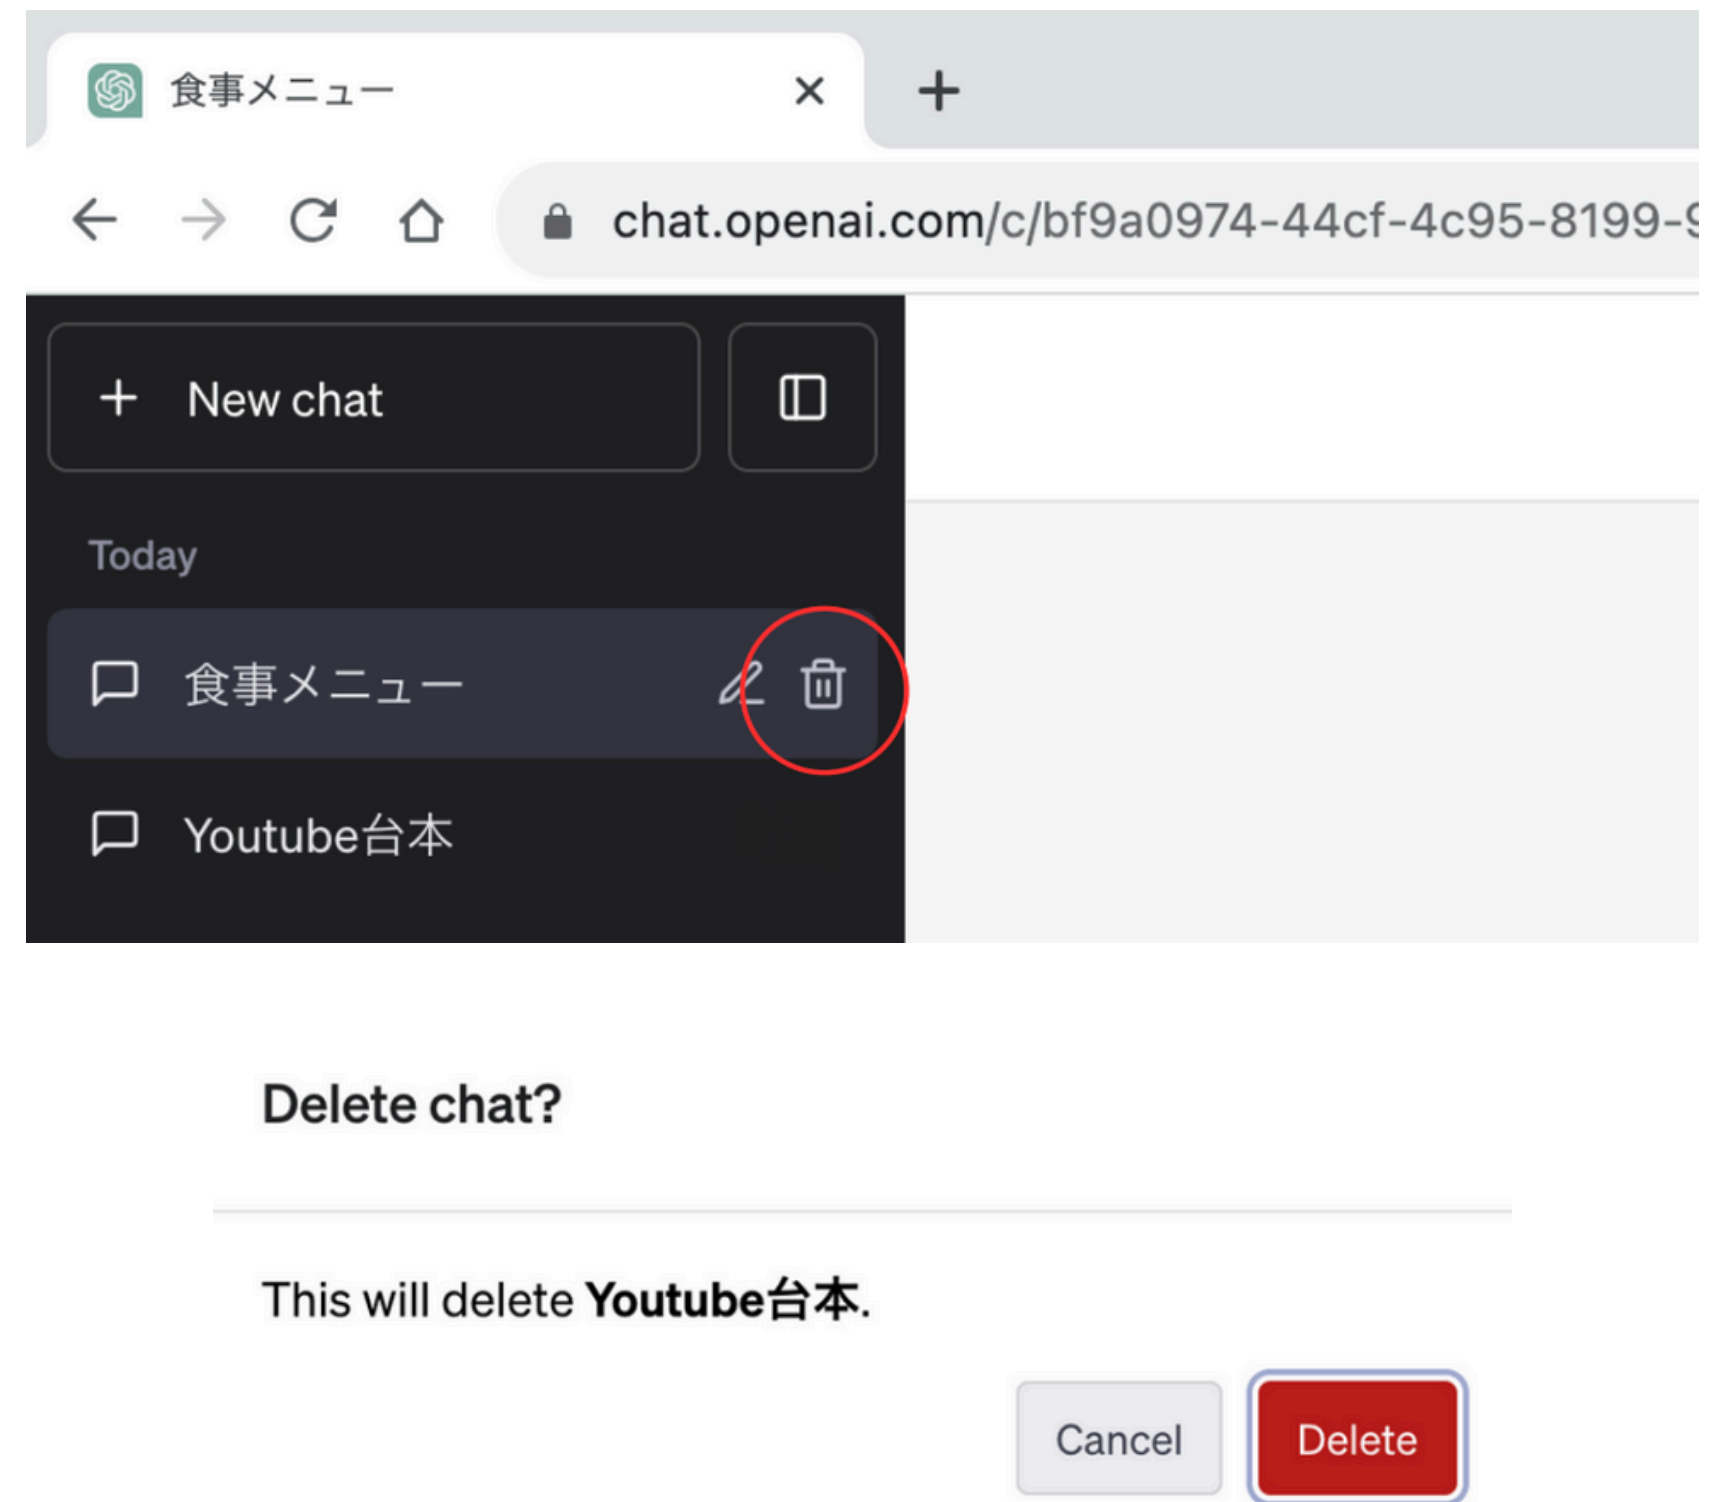 食事メニュー
chat.openai.com/c/bf9a0974-44cf-4c95-8199-
New chat
Today
食事メニュー
Youtube台本
Delete chat?
This will delete Youtube台本.
Cancel
Delete